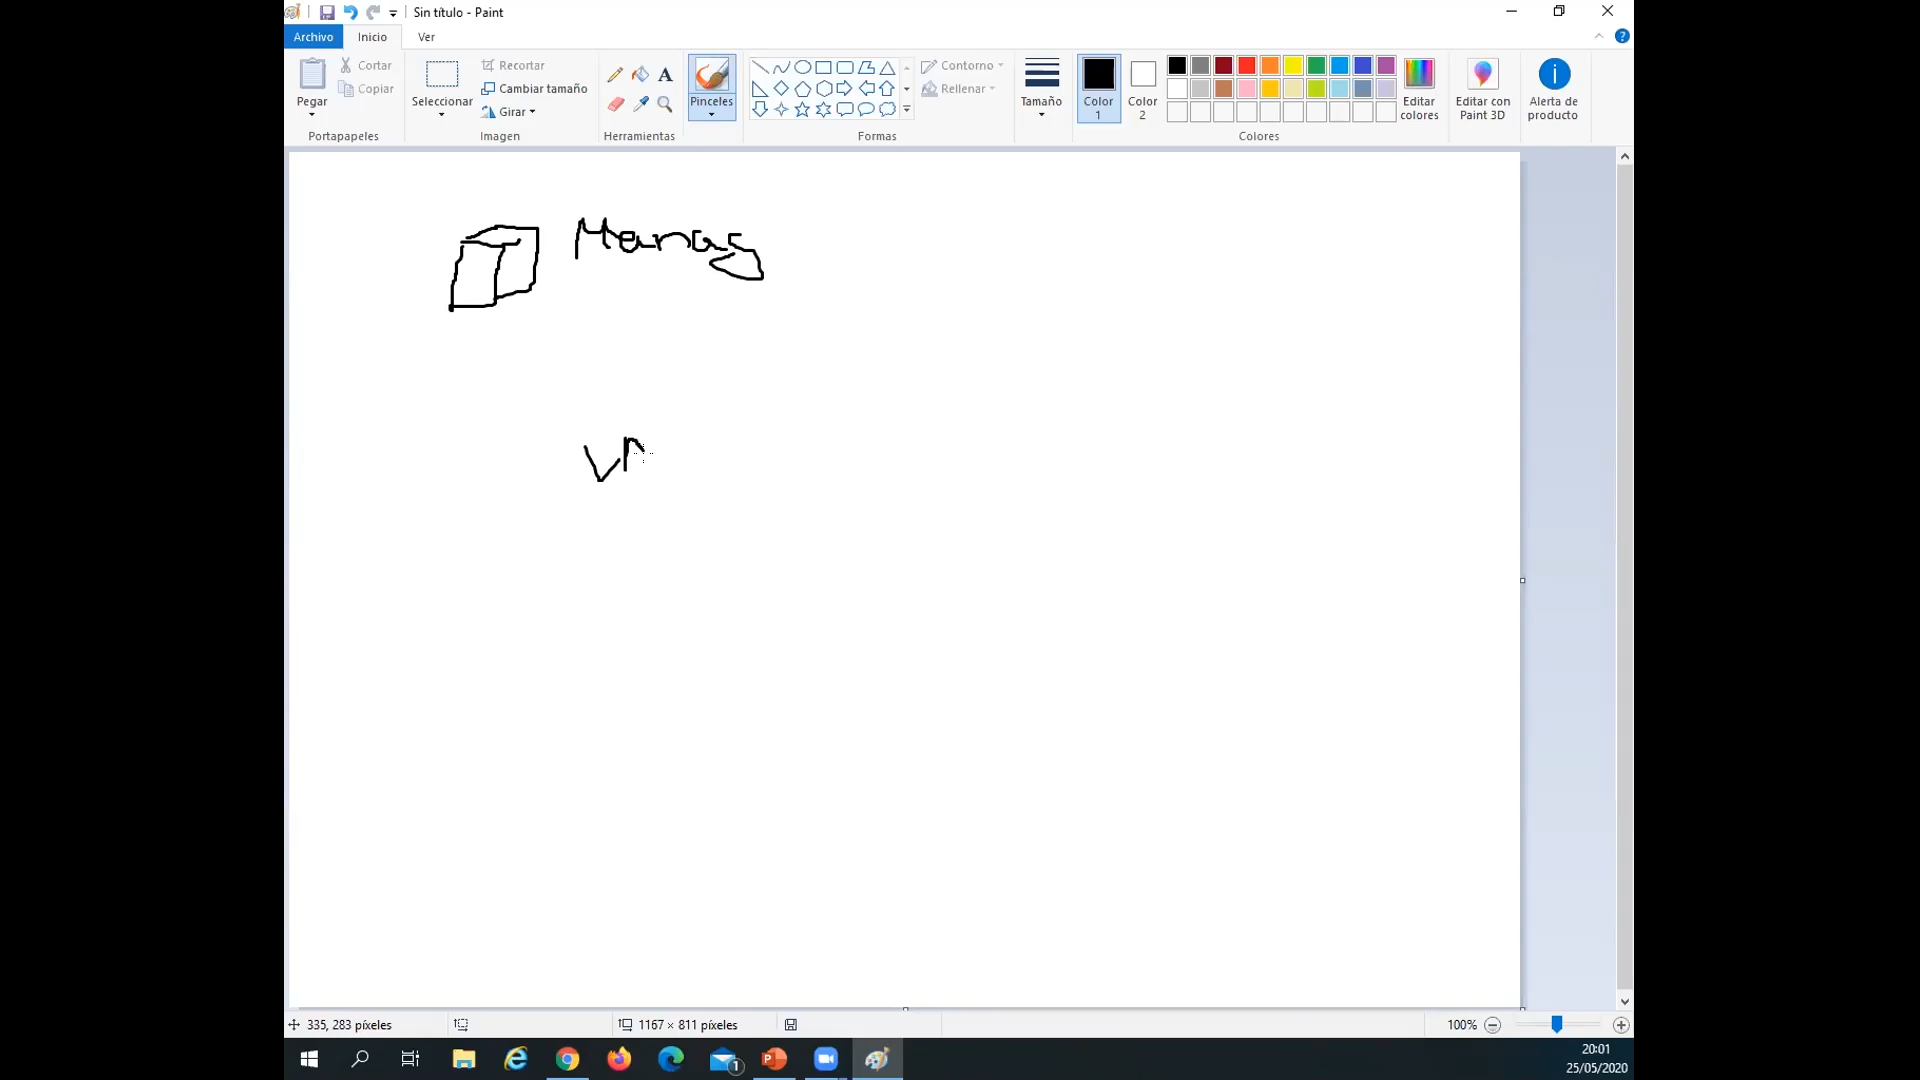 Sin título - Paint
Archivo Inicio Ver
Pegar
Cortar
Copiar
Portapapeles
Seleccionar
Recortar
Cambiar tamaño
Girar
Imagen
A
Herramientas
Pinceles
Contorno
Rellenar
Formas
Tamaño
Color 1
Color 2
Editar colores
Colores
Editar con Paint 3D
Alerta de producto
335, 283 píxeles
1167 × 811 píxeles
100%
1
20:01
25/05/2020